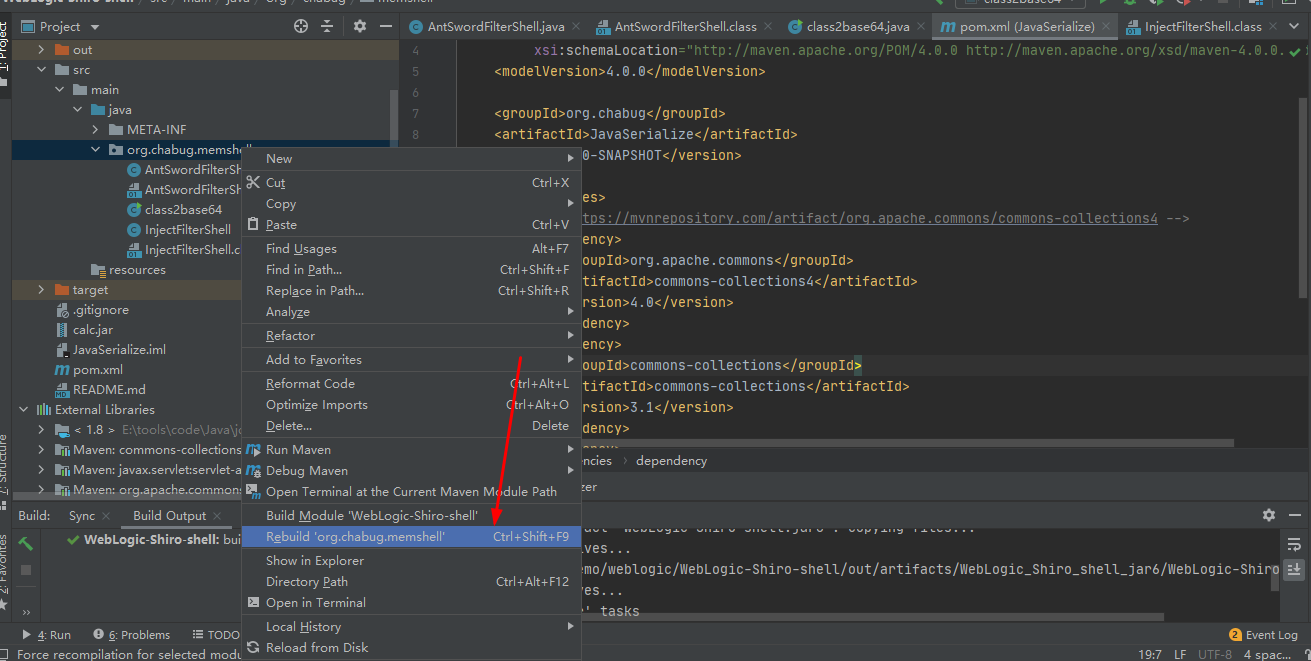 WebLogic-Shiro-shell / src / main / java / org / chabug / memshell
class2base64
Project
AntSwordFilterShell.java
AntSwordFilterShell.class
class2base64.java
pom.xml (JavaSerialize)
InjectFilterShell.class
1: Project
out
src
main
java
META-INF
org.chabug.memshell
AntSwordFilterSh
AntSwordFilterSh
class2base64
InjectFilterShell
InjectFilterShell.c
resources
target
.gitignore
calc.jar
JavaSerialize.iml
pom.xml
README.md
External Libraries
< 1.8 > E:\tools\code\Java\jd
Maven: commons-collections
Maven: javax.servlet:servlet-a
Maven: org.apache.commons
4 xsi:schemaLocation="http://maven.apache.org/POM/4.0.0 http://maven.apache.org/xsd/maven-4.0.0.
5 <modelVersion>4.0.0</modelVersion>
6
7 <groupId>org.chabug</groupId>
8 <artifactId>JavaSerialize</artifactId>
0-SNAPSHOT</version>
es>
tps://mvnrepository.com/artifact/org.apache.commons/commons-collections4 -->
ency>
oupId>org.apache.commons</groupId>
tifactId>commons-collections4</artifactId>
rsion>4.0</version>
dency>
ency>
oupId>commons-collections</groupId>
tifactId>commons-collections</artifactId>
rsion>3.1</version>
dency>
encies › dependency
zer
New
Cut Ctrl+X
Copy
Paste Ctrl+V
Find Usages Alt+F7
Find in Path... Ctrl+Shift+F
Replace in Path... Ctrl+Shift+R
Analyze
Refactor
Add to Favorites
Reformat Code Ctrl+Alt+L
Optimize Imports Ctrl+Alt+O
Delete... Delete
Run Maven
Debug Maven
Open Terminal at the Current Maven Module Path
Build Module 'WebLogic-Shiro-shell'
Rebuild 'org.chabug.memshell' Ctrl+Shift+F9
Show in Explorer
Directory Path Ctrl+Alt+F12
Open in Terminal
Local History
Reload from Disk
Z: Structure
2: Favorites
Build: Sync Build Output
WebLogic-Shiro-shell: bui
lves...
emo/weblogic/WebLogic-Shiro-shell/out/artifacts/WebLogic_Shiro_shell_jar6/WebLogic-Shiro
ves...
' tasks
4: Run 6: Problems TODO
2 Event Log
Force recompilation for selected modu
19:7 LF UTF-8 4 spac...